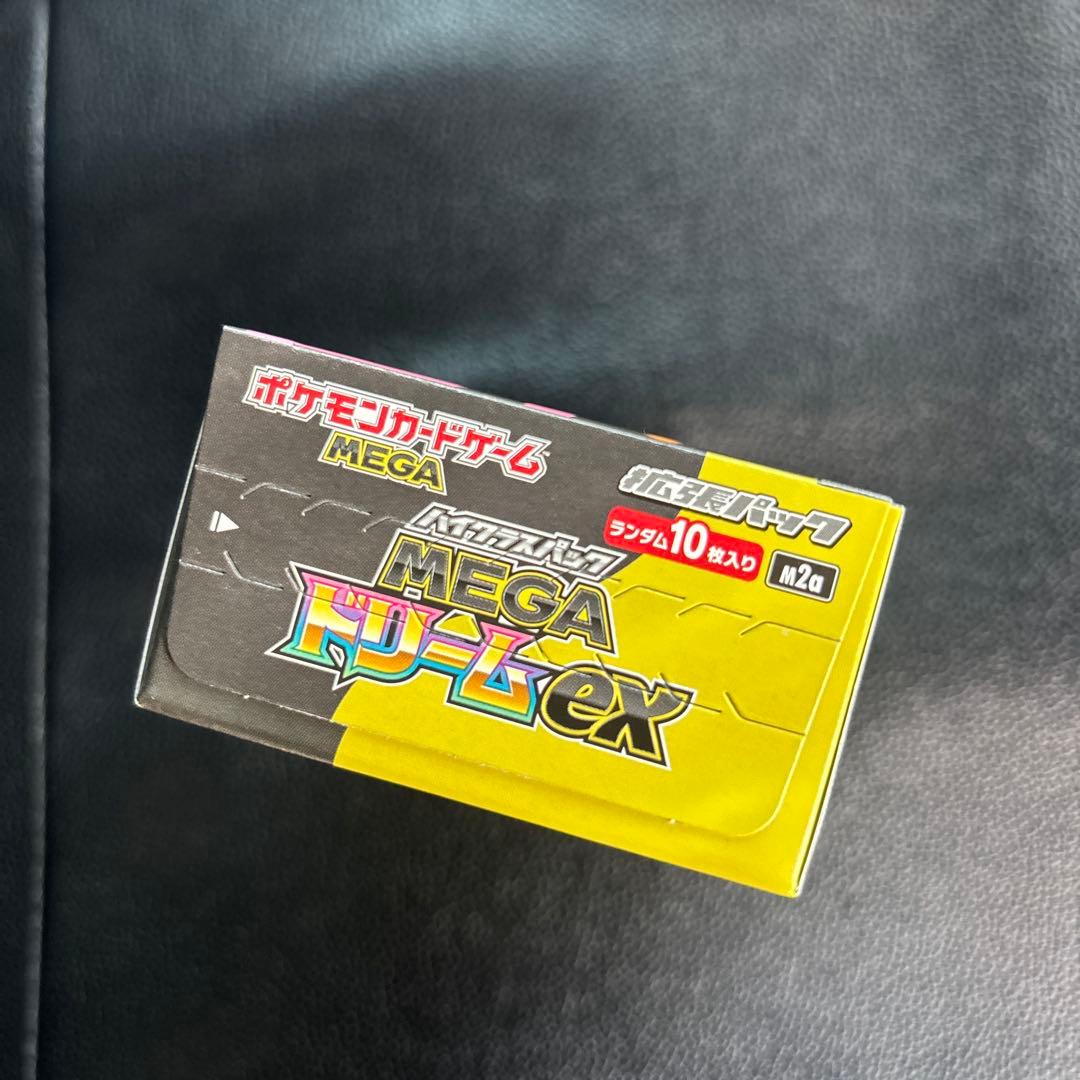 ポケモンカードゲーム
MEGA
拡張パック
ランダム10枚入り
M2a
ハイクラスパック
MEGA
ドリームex